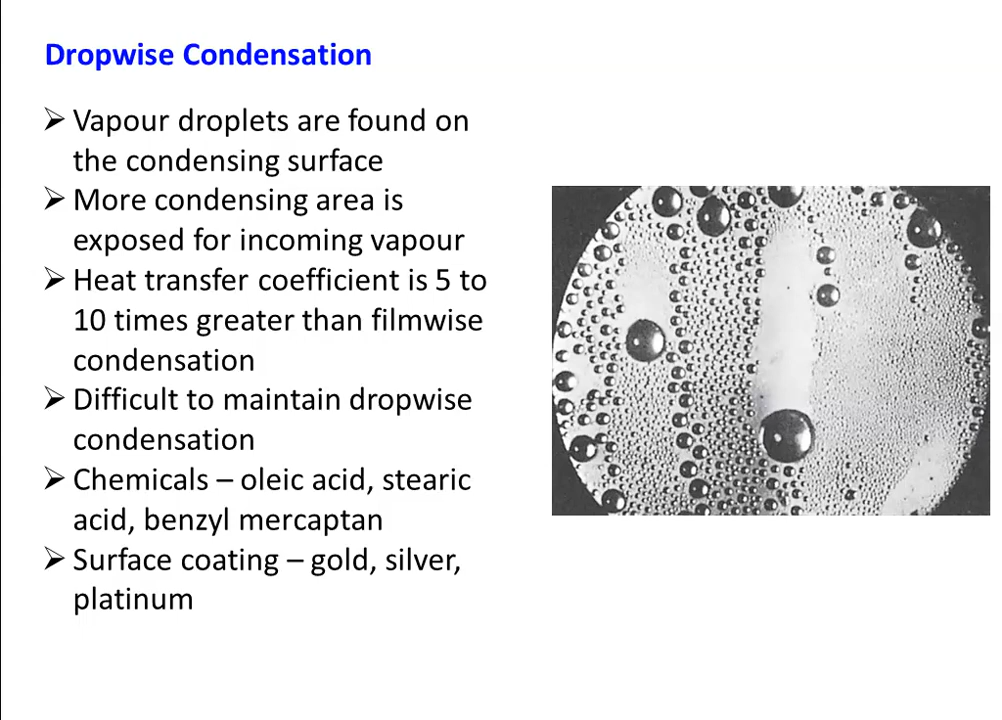 Dropwise Condensation
➢ Vapour droplets are found on
the condensing surface
➢ More condensing area is
exposed for incoming vapour
➢ Heat transfer coefficient is 5 to
10 times greater than filmwise
condensation
➢ Difficult to maintain dropwise
condensation
➢ Chemicals – oleic acid, stearic
acid, benzyl mercaptan
➢ Surface coating – gold, silver,
platinum